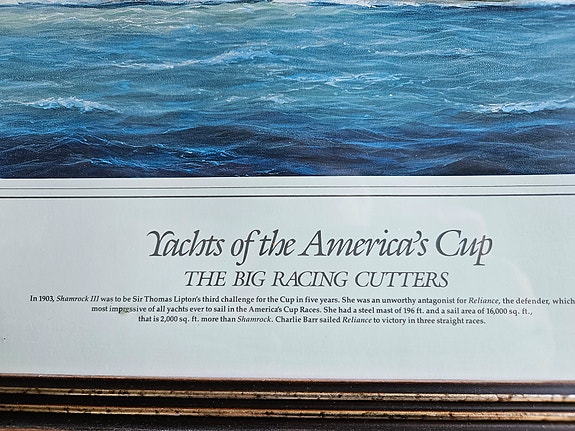 Yachts of the America's Cup
THE BIG RACING CUTTERS
In 1903, Shamrock III was to be Sir Thomas Lipton's third challenge for the Cup in five years. She was an unworthy antagonist for Reliance, the defender, which
most impressive of all yachts ever to sail in the America's Cup Races. She had a steel mast of 196 ft. and a sail area of 16,000 sq. ft.,
that is 2,000 sq. ft. more than Shamrock. Charlie Barr sailed Reliance to victory in three straight races.